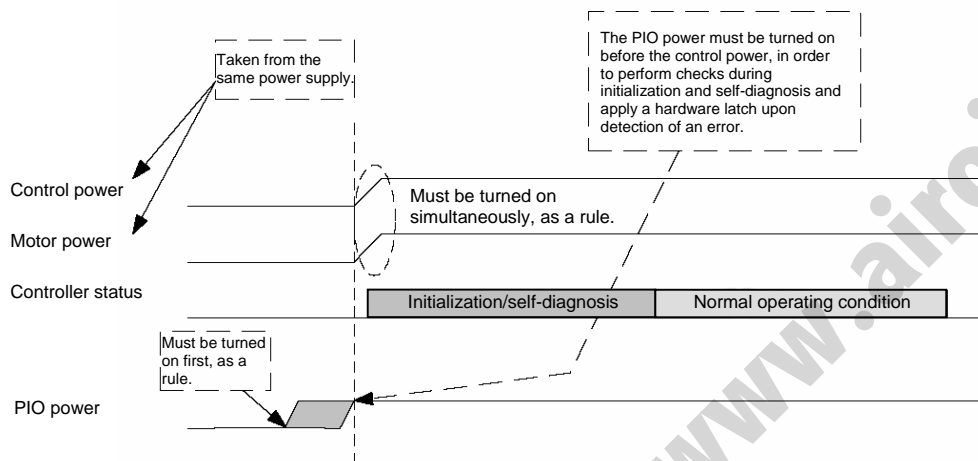 Taken from the
same power supply.
The PIO power must be turned on
before the control power, in order
to perform checks during
initialization and self-diagnosis and
apply a hardware latch upon
detection of an error.
Control power
Must be turned on
simultaneously, as a rule.
Motor power
Controller status
Initialization/self-diagnosis
Normal operating condition
Must be turned
on first, as a
rule.
PIO power
www.airo